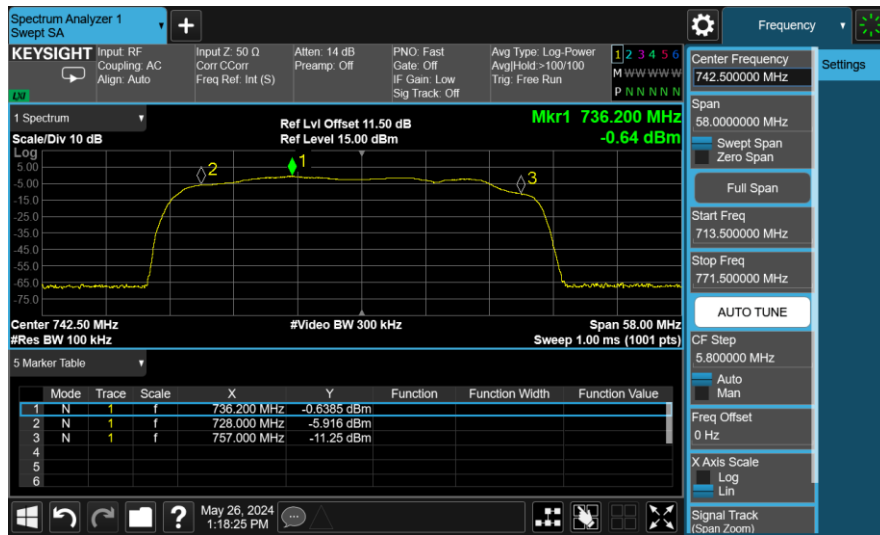 Spectrum Analyzer 1
Swept SA
Frequency
KEYSIGHT
Input: RF
Coupling: AC
Align: Auto
Input Z: 50 Ω
Corr CCorr
Freq Ref: Int (S)
Atten: 14 dB
Preamp: Off
PNO: Fast
Gate: Off
IF Gain: Low
Sig Track: Off
Avg Type: Log-Power
Avg|Hold:>100/100
Trig: Free Run
1 2 3 4 5 6
M W W W W W
P N N N N N
LXI
1 Spectrum
Scale/Div 10 dB
Ref Lvl Offset 11.50 dB
Ref Level 15.00 dBm
Mkr1 736.200 MHz
-0.64 dBm
Log
5.00
-5.00
-15.0
-25.0
-35.0
-45.0
-55.0
-65.0
-75.0
2
1
3
Center 742.50 MHz
#Res BW 100 kHz
#Video BW 300 kHz
Span 58.00 MHz
Sweep 1.00 ms (1001 pts)
5 Marker Table
Mode Trace Scale X Y Function Function Width Function Value
1 N 1 f 736.200 MHz -0.6385 dBm
2 N 1 f 728.000 MHz -5.916 dBm
3 N 1 f 757.000 MHz -11.25 dBm
4
5
6
May 26, 2024
1:18:25 PM
?
Center Frequency
742.500000 MHz
Span
58.0000000 MHz
Swept Span
Zero Span
Full Span
Start Freq
713.500000 MHz
Stop Freq
771.500000 MHz
AUTO TUNE
CF Step
5.800000 MHz
Auto
Man
Freq Offset
0 Hz
X Axis Scale
Log
Lin
Signal Track
(Span Zoom)
Settings